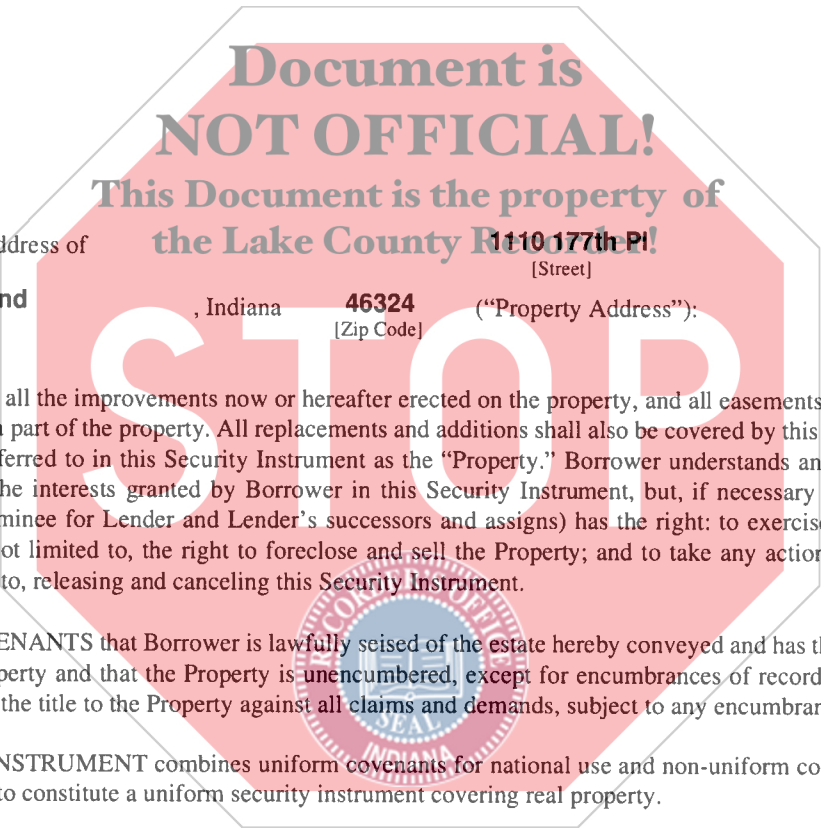 Document is
NOT OFFICIAL!
This Document is the property of
the Lake County Recorder!
ddress of 1110 177th Pl
[Street]
nd , Indiana 46324 (“Property Address”):
[Zip Code]
STOP
all the improvements now or hereafter erected on the property, and all easements
part of the property. All replacements and additions shall also be covered by this
ferred to in this Security Instrument as the “Property.” Borrower understands an
he interests granted by Borrower in this Security Instrument, but, if necessary
minee for Lender and Lender’s successors and assigns) has the right: to exercis
ot limited to, the right to foreclose and sell the Property; and to take any action
to, releasing and canceling this Security Instrument.
ENANTS that Borrower is lawfully seised of the estate hereby conveyed and has th
perty and that the Property is unencumbered, except for encumbrances of record
the title to the Property against all claims and demands, subject to any encumbran
RECORDER OFFICE
SEAL
INDIANA
NSTRUMENT combines uniform covenants for national use and non-uniform co
to constitute a uniform security instrument covering real property.